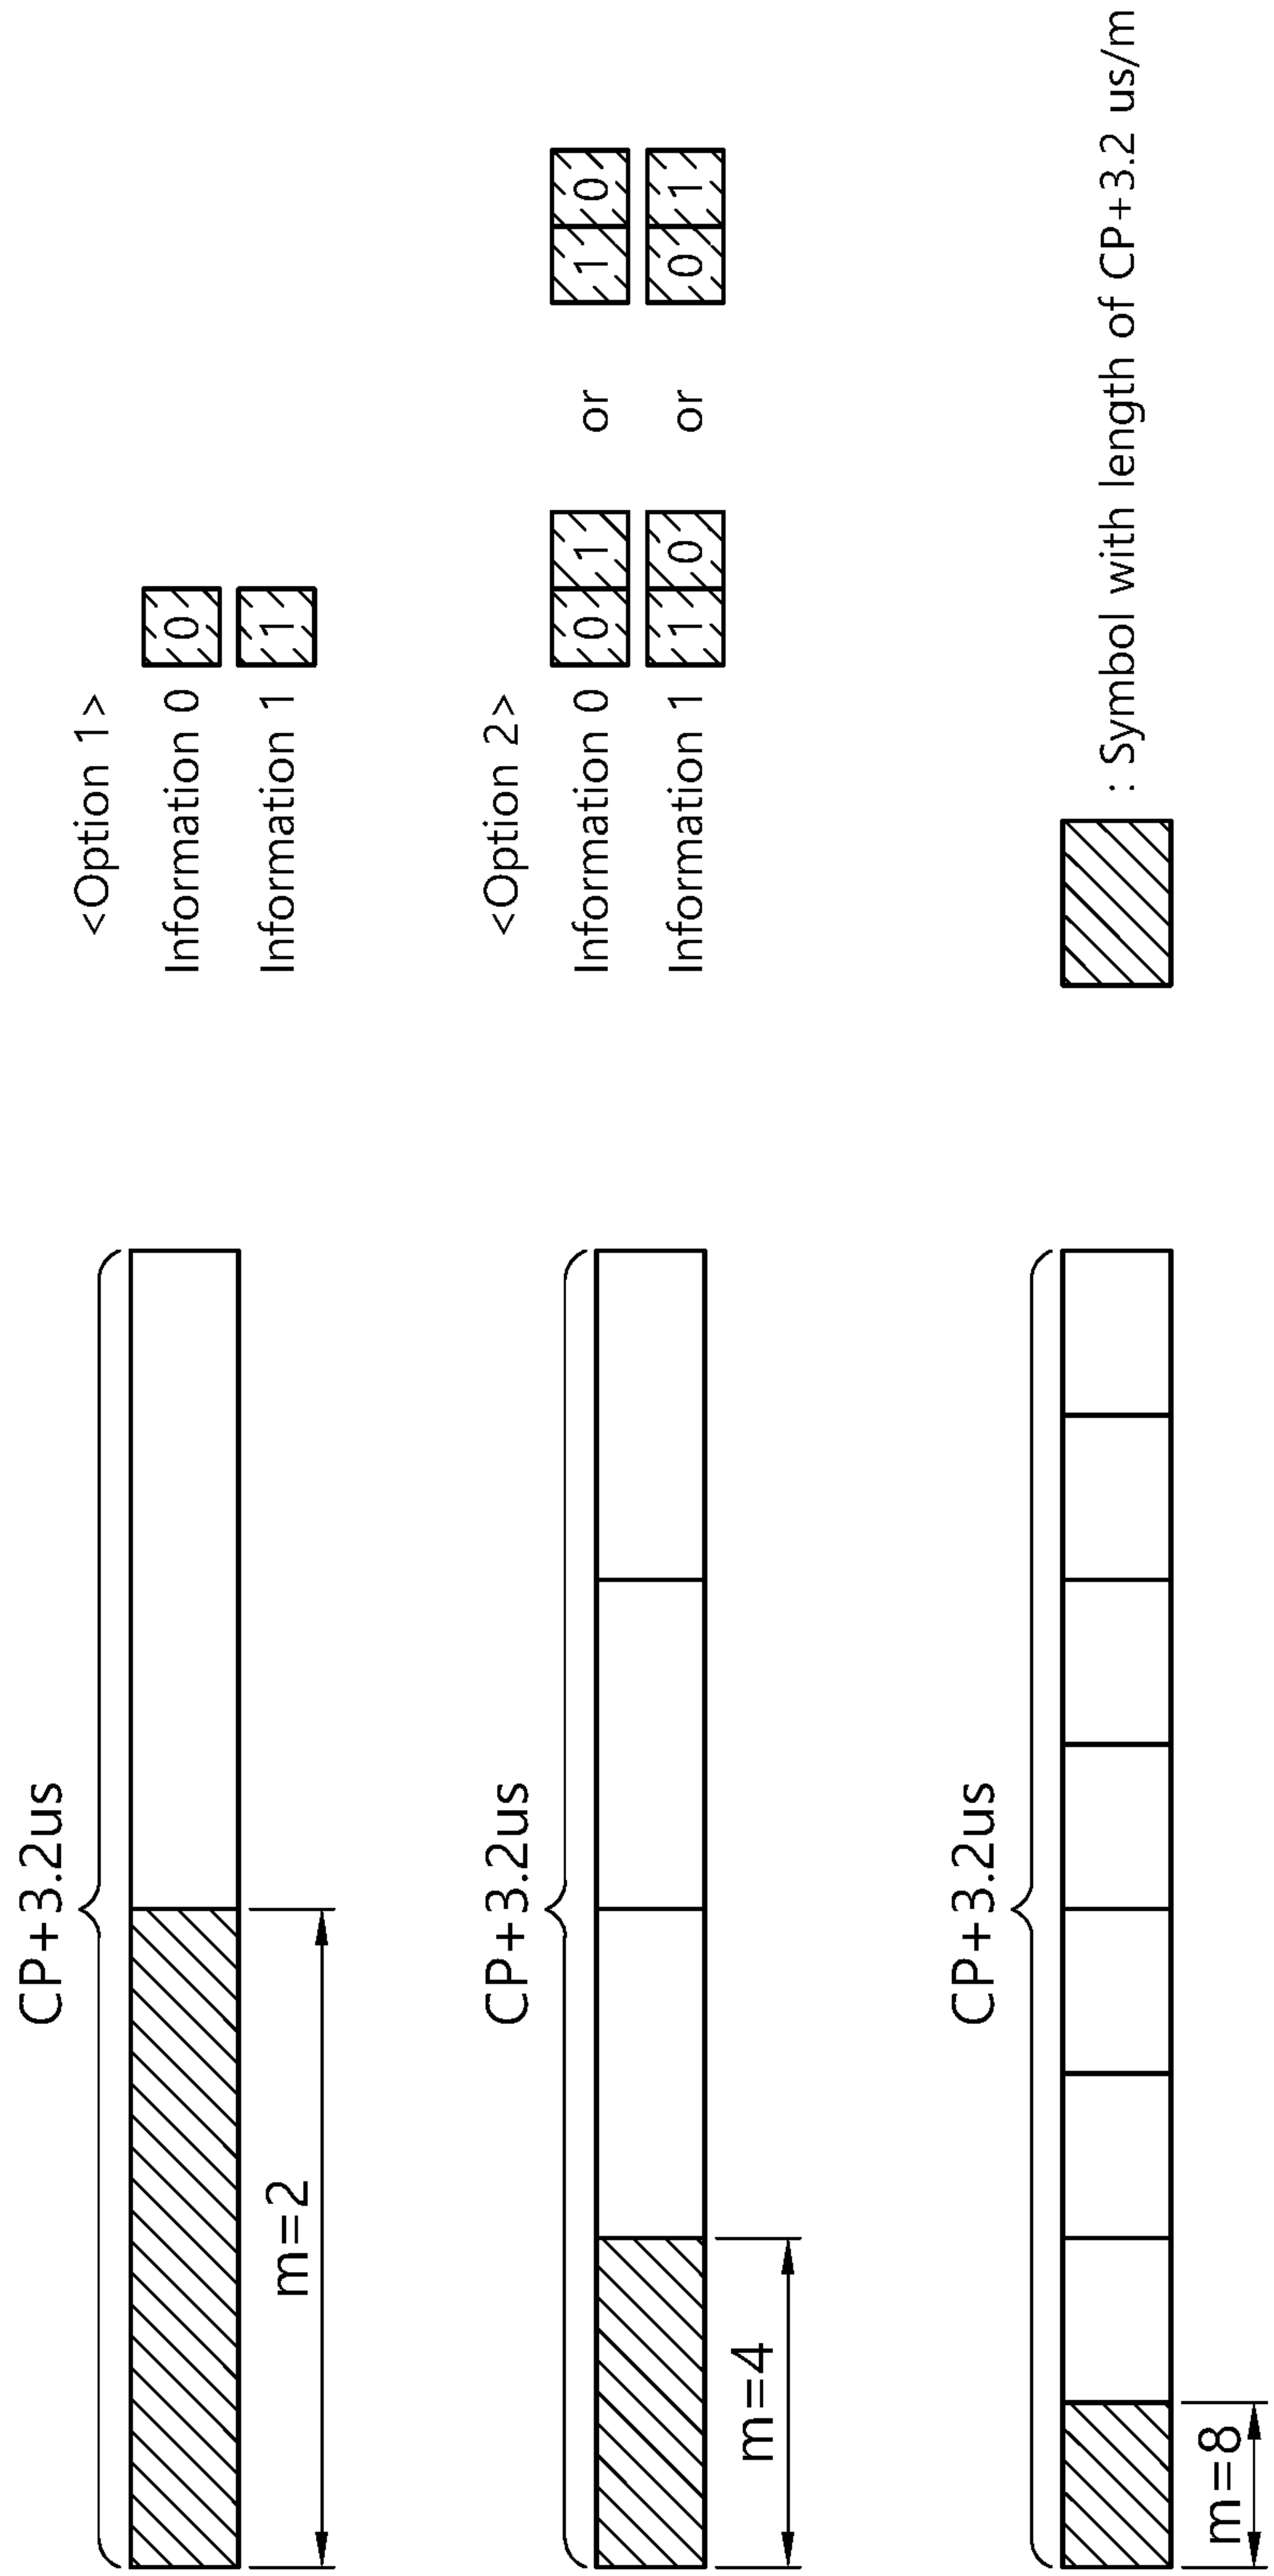 CP+3.2us
m=2
<Option 1>
Information 0 0
Information 1 1
CP+3.2us
m=4
<Option 2>
Information 0 0 1 or 1 0
Information 1 1 0 or 0 1
CP+3.2us
m=8
: Symbol with length of CP+3.2 us/m